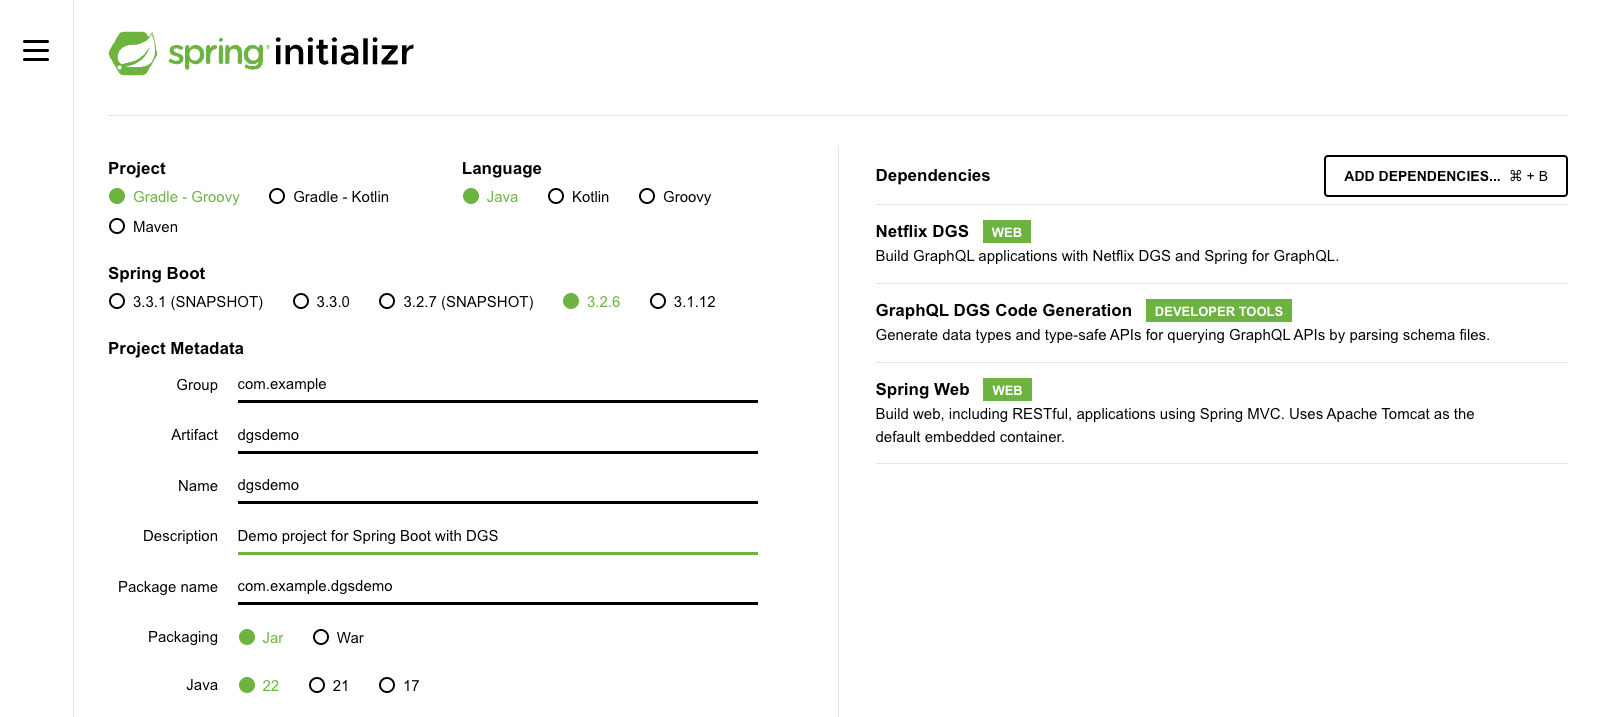 spring initializr
Project
Gradle - Groovy Gradle - Kotlin
Maven
Language
Java Kotlin Groovy
Spring Boot
3.3.1 (SNAPSHOT) 3.3.0 3.2.7 (SNAPSHOT) 3.2.6 3.1.12
Project Metadata
Group com.example
Artifact dgsdemo
Name dgsdemo
Description Demo project for Spring Boot with DGS
Package name com.example.dgsdemo
Packaging Jar War
Java 22 21 17
Dependencies ADD DEPENDENCIES... ⌘ + B
Netflix DGS WEB
Build GraphQL applications with Netflix DGS and Spring for GraphQL.
GraphQL DGS Code Generation DEVELOPER TOOLS
Generate data types and type-safe APIs for querying GraphQL APIs by parsing schema files.
Spring Web WEB
Build web, including RESTful, applications using Spring MVC. Uses Apache Tomcat as the
default embedded container.